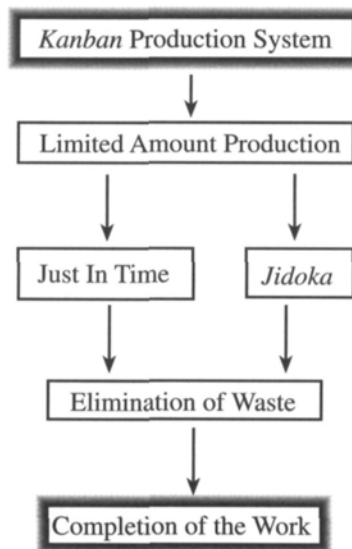 Kanban Production System
Limited Amount Production
Just In Time
Jidoka
Elimination of Waste
Completion of the Work